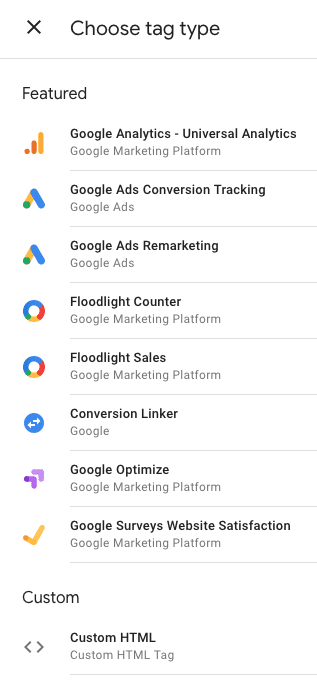 Choose tag type
Featured
Google Analytics - Universal Analytics
Google Marketing Platform
Google Ads Conversion Tracking
Google Ads
Google Ads Remarketing
Google Ads
Floodlight Counter
Google Marketing Platform
Floodlight Sales
Google Marketing Platform
Conversion Linker
Google
Google Optimize
Google Marketing Platform
Google Surveys Website Satisfaction
Google Marketing Platform
Custom
Custom HTML
Custom HTML Tag